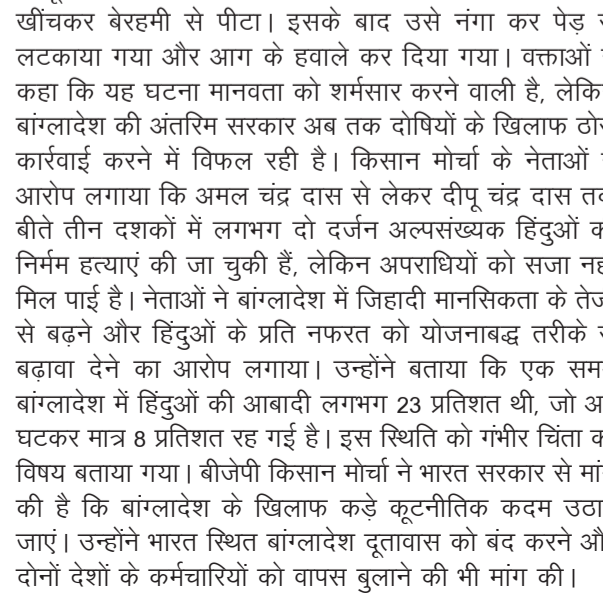 खींचकर बेरहमी से पीटा। इसके बाद उसे नंगा कर पेड़
लटकाया गया और आग के हवाले कर दिया गया। वक्ताओं
कहा कि यह घटना मानवता को शर्मसार करने वाली है,
बांग्लादेश की अंतरिम सरकार अब तक दोषियों के खिलाफ
कार्रवाई करने में विफल रही है। किसान मोर्चा के नेताओं
आरोप लगाया कि अमल चंद्र दास से लेकर दीपू चंद्र दास
बीते तीन दशकों में लगभग दो दर्जन अल्पसंख्यक हिंदुओं
निर्मम हत्याएं की जा चुकी हैं, लेकिन अपराधियों को सजा
मिल पाई है। नेताओं ने बांग्लादेश में जिहादी मानसिकता के
से बढ़ने और हिंदुओं के प्रति नफरत को योजनाबद्ध तरीके
बढ़ावा देने का आरोप लगाया। उन्होंने बताया कि एक
बांग्लादेश में हिंदुओं की आबादी लगभग 23 प्रतिशत थी, जो
घटकर मात्र 8 प्रतिशत रह गई है। इस स्थिति को गंभीर चिंता
विषय बताया गया। बीजेपी किसान मोर्चा ने भारत सरकार से
की है कि बांग्लादेश के खिलाफ कड़े कूटनीतिक कदम
जाएं। उन्होंने भारत स्थित बांग्लादेश दूतावास को बंद करने
दोनों देशों के कर्मचारियों को वापस बुलाने की भी मांग की।